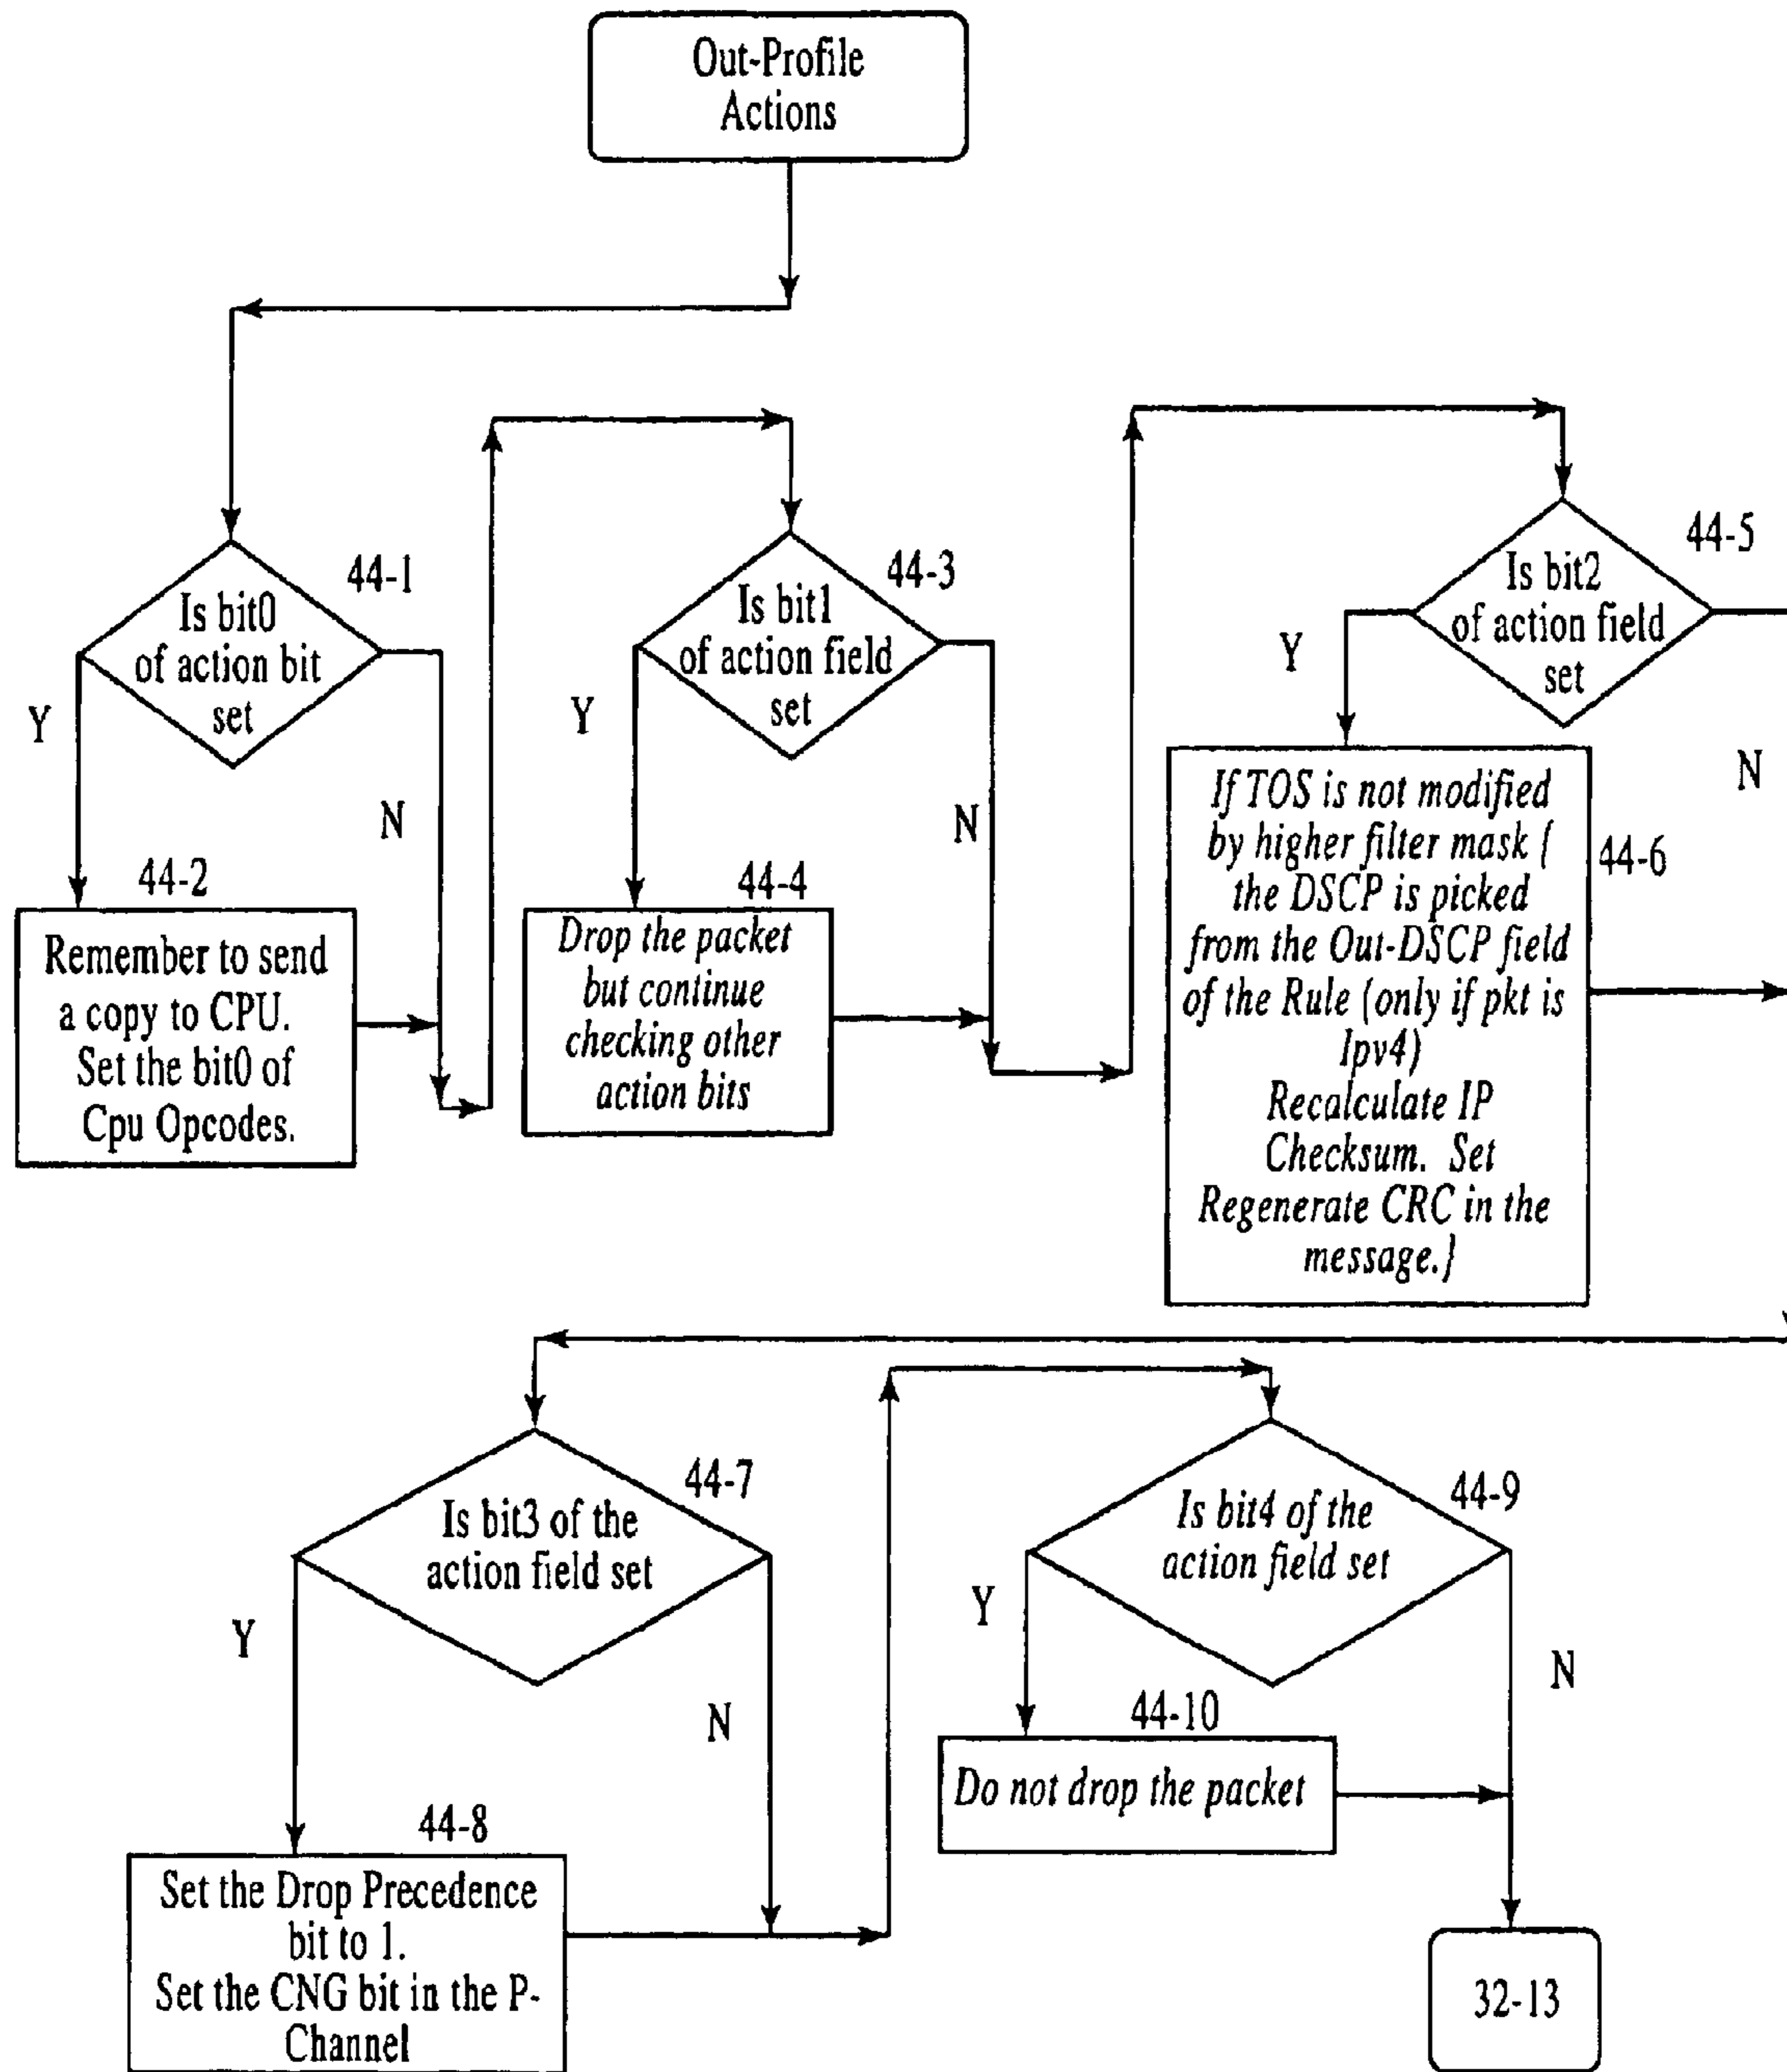 Out-Profile
Actions
44-1
Is bit0
of action bit
set
Y
N
44-2
Remember to send
a copy to CPU.
Set the bit0 of
Cpu Opcodes.
44-3
Is bit1
of action field
set
Y
N
44-4
Drop the packet
but continue
checking other
action bits
44-5
Is bit2
of action field
set
Y
N
44-6
If TOS is not modified
by higher filter mask {
the DSCP is picked
from the Out-DSCP field
of the Rule (only if pkt is
Ipv4)
Recalculate IP
Checksum. Set
Regenerate CRC in the
message.}
44-7
Is bit3 of the
action field set
Y
N
44-8
Set the Drop Precedence
bit to 1.
Set the CNG bit in the P-
Channel
44-9
Is bit4 of the
action field set
Y
N
44-10
Do not drop the packet
32-13